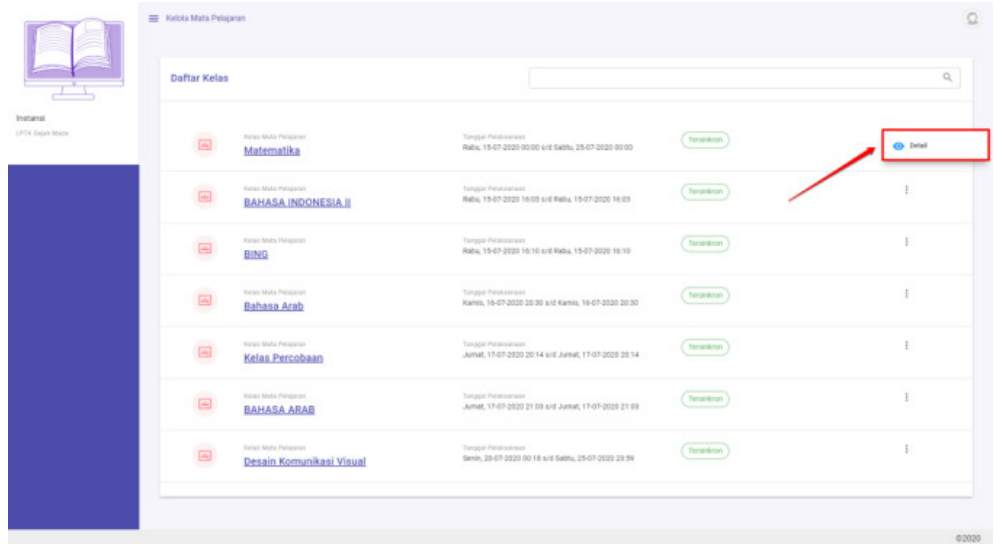 Kelola Mata Pelajaran
Instansi
LPTK Gajah Mada
Daftar Kelas
Kelas Mata Pelajaran
Matematika
Tanggal Pelaksanaan
Rabu, 15-07-2020 00:00 s/d Sabtu, 25-07-2020 00:00
Tersinkron
Detail
Kelas Mata Pelajaran
BAHASA INDONESIA II
Tanggal Pelaksanaan
Rabu, 15-07-2020 16:03 s/d Rabu, 15-07-2020 16:03
Tersinkron
Kelas Mata Pelajaran
BING
Tanggal Pelaksanaan
Rabu, 15-07-2020 16:10 s/d Rabu, 15-07-2020 16:10
Tersinkron
Kelas Mata Pelajaran
Bahasa Arab
Tanggal Pelaksanaan
Kamis, 16-07-2020 20:30 s/d Kamis, 16-07-2020 20:30
Tersinkron
Kelas Mata Pelajaran
Kelas Percobaan
Tanggal Pelaksanaan
Jumat, 17-07-2020 20:14 s/d Jumat, 17-07-2020 20:14
Tersinkron
Kelas Mata Pelajaran
BAHASA ARAB
Tanggal Pelaksanaan
Jumat, 17-07-2020 21:03 s/d Jumat, 17-07-2020 21:03
Tersinkron
Kelas Mata Pelajaran
Desain Komunikasi Visual
Tanggal Pelaksanaan
Senin, 20-07-2020 00:18 s/d Sabtu, 25-07-2020 23:59
Tersinkron
©2020